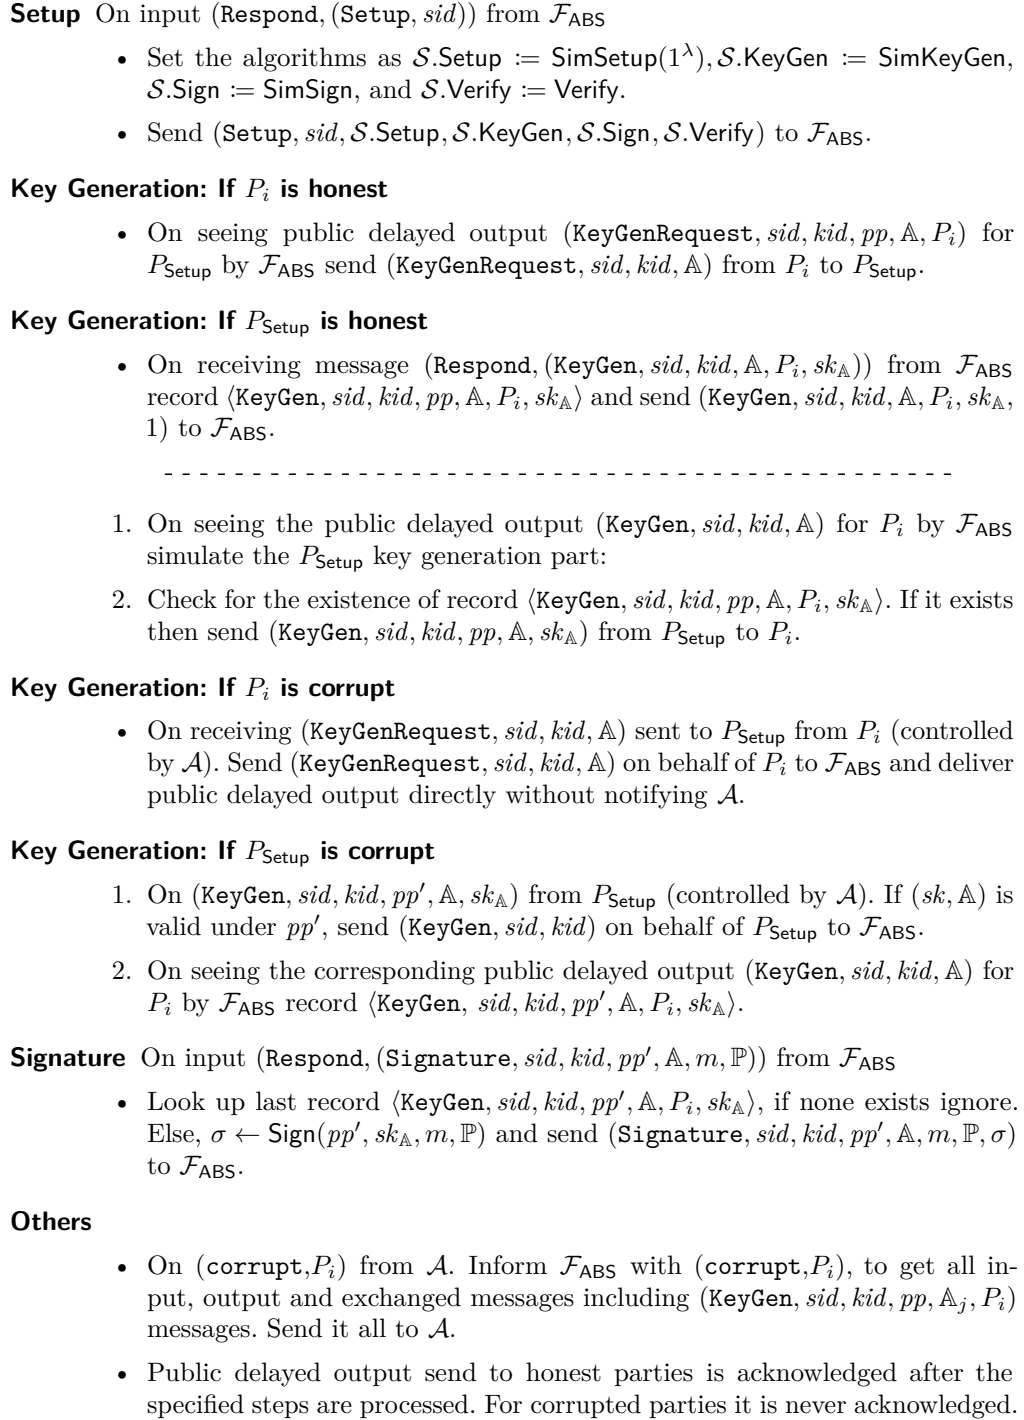 Setup On input (Respond, (Setup, sid)) from ℱ_ABS
• Set the algorithms as 𝒮.Setup ≔ SimSetup(1^λ), 𝒮.KeyGen ≔ SimKeyGen,
𝒮.Sign ≔ SimSign, and 𝒮.Verify ≔ Verify.
• Send (Setup, sid, 𝒮.Setup, 𝒮.KeyGen, 𝒮.Sign, 𝒮.Verify) to ℱ_ABS.
Key Generation: If P_i is honest
• On seeing public delayed output (KeyGenRequest, sid, kid, pp, 𝔸, P_i) for
P_Setup by ℱ_ABS send (KeyGenRequest, sid, kid, 𝔸) from P_i to P_Setup.
Key Generation: If P_Setup is honest
• On receiving message (Respond, (KeyGen, sid, kid, 𝔸, P_i, sk_𝔸)) from ℱ_ABS
record ⟨KeyGen, sid, kid, pp, 𝔸, P_i, sk_𝔸⟩ and send (KeyGen, sid, kid, 𝔸, P_i, sk_𝔸,
1) to ℱ_ABS.
1. On seeing the public delayed output (KeyGen, sid, kid, 𝔸) for P_i by ℱ_ABS
simulate the P_Setup key generation part:
2. Check for the existence of record ⟨KeyGen, sid, kid, pp, 𝔸, P_i, sk_𝔸⟩. If it exists
then send (KeyGen, sid, kid, pp, 𝔸, sk_𝔸) from P_Setup to P_i.
Key Generation: If P_i is corrupt
• On receiving (KeyGenRequest, sid, kid, 𝔸) sent to P_Setup from P_i (controlled
by 𝒜). Send (KeyGenRequest, sid, kid, 𝔸) on behalf of P_i to ℱ_ABS and deliver
public delayed output directly without notifying 𝒜.
Key Generation: If P_Setup is corrupt
1. On (KeyGen, sid, kid, pp′, 𝔸, sk_𝔸) from P_Setup (controlled by 𝒜). If (sk, 𝔸) is
valid under pp′, send (KeyGen, sid, kid) on behalf of P_Setup to ℱ_ABS.
2. On seeing the corresponding public delayed output (KeyGen, sid, kid, 𝔸) for
P_i by ℱ_ABS record ⟨KeyGen, sid, kid, pp′, 𝔸, P_i, sk_𝔸⟩.
Signature On input (Respond, (Signature, sid, kid, pp′, 𝔸, m, ℙ)) from ℱ_ABS
• Look up last record ⟨KeyGen, sid, kid, pp′, 𝔸, P_i, sk_𝔸⟩, if none exists ignore.
Else, σ ← Sign(pp′, sk_𝔸, m, ℙ) and send (Signature, sid, kid, pp′, 𝔸, m, ℙ, σ)
to ℱ_ABS.
Others
• On (corrupt,P_i) from 𝒜. Inform ℱ_ABS with (corrupt,P_i), to get all in-
put, output and exchanged messages including (KeyGen, sid, kid, pp, 𝔸_j, P_i)
messages. Send it all to 𝒜.
• Public delayed output send to honest parties is acknowledged after the
specified steps are processed. For corrupted parties it is never acknowledged.